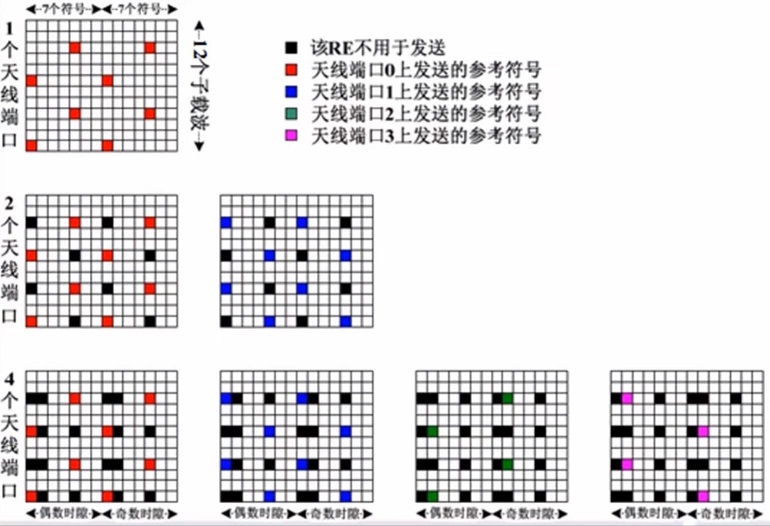 7个符号 7个符号
1个天线端口
12个子载波
该RE不用于发送
天线端口0上发送的参考符号
天线端口1上发送的参考符号
天线端口2上发送的参考符号
天线端口3上发送的参考符号
2个天线端口
4个天线端口
偶数时隙 奇数时隙 偶数时隙 奇数时隙 偶数时隙 奇数时隙 偶数时隙 奇数时隙